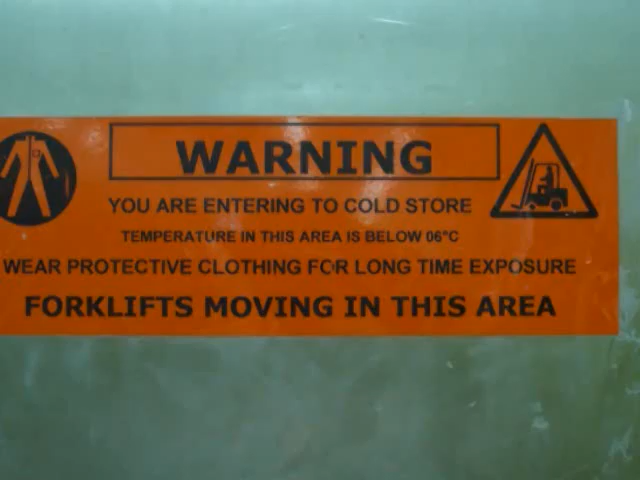 WARNING
YOU ARE ENTERING TO COLD STORE
TEMPERATURE IN THIS AREA IS BELOW 06°C
WEAR PROTECTIVE CLOTHING FOR LONG TIME EXPOSURE
FORKLIFTS MOVING IN THIS AREA